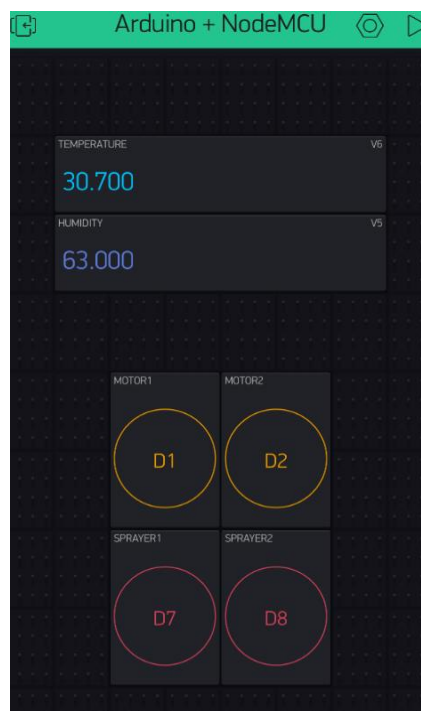 Arduino + NodeMCU
TEMPERATURE V6
30.700
HUMIDITY V5
63.000
MOTOR1 MOTOR2
D1 D2
SPRAYER1 SPRAYER2
D7 D8